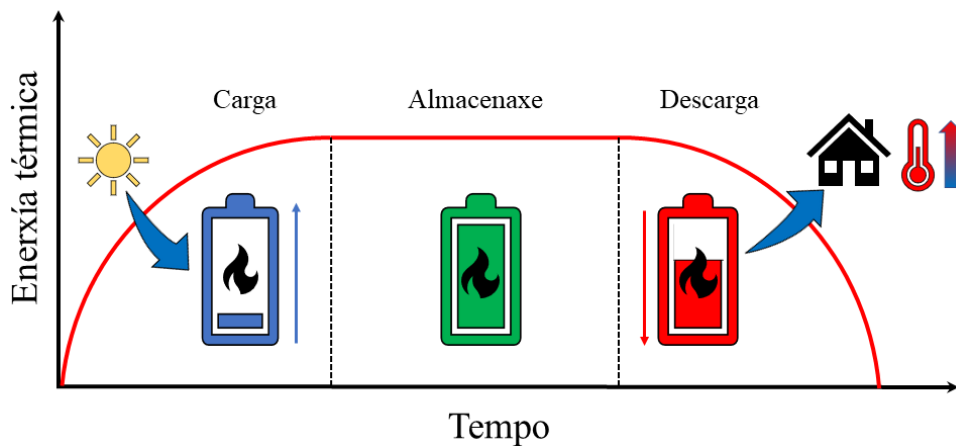 Carga
Almacenaxe
Descarga
Enerxía térmica
Tempo